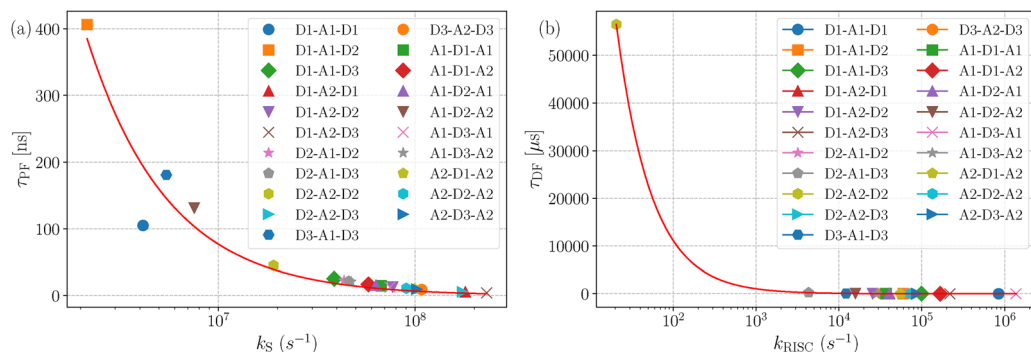 (a)
400
300
200
100
0
τ_PF [ns]
10^7
10^8
k_S (s^−1)
D1-A1-D1
D1-A1-D2
D1-A1-D3
D1-A2-D1
D1-A2-D2
D1-A2-D3
D2-A1-D2
D2-A1-D3
D2-A2-D2
D2-A2-D3
D3-A1-D3
D3-A2-D3
A1-D1-A1
A1-D1-A2
A1-D2-A1
A1-D2-A2
A1-D3-A1
A1-D3-A2
A2-D1-A2
A2-D2-A2
A2-D3-A2
(b)
50000
40000
30000
20000
10000
0
τ_DF [μs]
10^2
10^3
10^4
10^5
10^6
k_RISC (s^−1)
D1-A1-D1
D1-A1-D2
D1-A1-D3
D1-A2-D1
D1-A2-D2
D1-A2-D3
D2-A1-D2
D2-A1-D3
D2-A2-D2
D2-A2-D3
D3-A1-D3
D3-A2-D3
A1-D1-A1
A1-D1-A2
A1-D2-A1
A1-D2-A2
A1-D3-A1
A1-D3-A2
A2-D1-A2
A2-D2-A2
A2-D3-A2